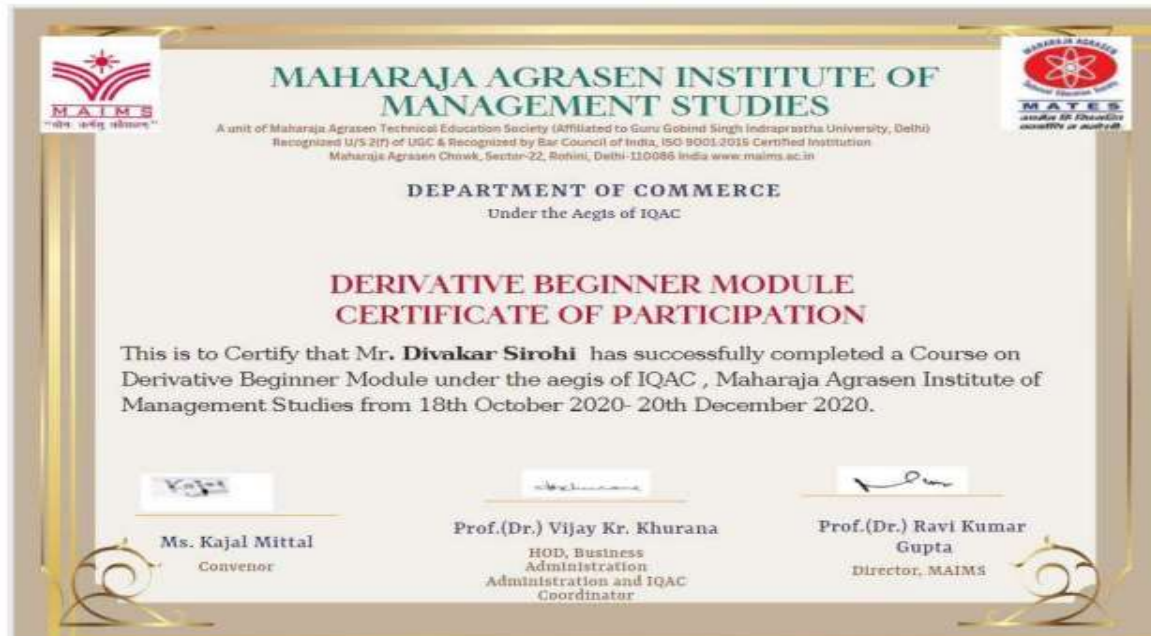 MAIMS
MAHARAJA AGRASEN INSTITUTE OF
MANAGEMENT STUDIES
A unit of Maharaja Agrasen Technical Education Society (Affiliated to Guru Gobind Singh Indraprastha University, Delhi)
Recognized U/S 2(f) of UGC & Recognized by Bar Council of India, ISO 9001:2015 Certified Institution
Maharaja Agrasen Chowk, Sector-22, Rohini, Delhi-110086 India www.maims.ac.in
MAHARAJA AGRASEN
MATES
DEPARTMENT OF COMMERCE
Under the Aegis of IQAC
DERIVATIVE BEGINNER MODULE
CERTIFICATE OF PARTICIPATION
This is to Certify that Mr. Divakar Sirohi has successfully completed a Course on
Derivative Beginner Module under the aegis of IQAC , Maharaja Agrasen Institute of
Management Studies from 18th October 2020- 20th December 2020.
Kajal
Ms. Kajal Mittal
Convenor
Prof.(Dr.) Vijay Kr. Khurana
HOD, Business
Administration
Administration and IQAC
Coordinator
Prof.(Dr.) Ravi Kumar
Gupta
Director, MAIMS